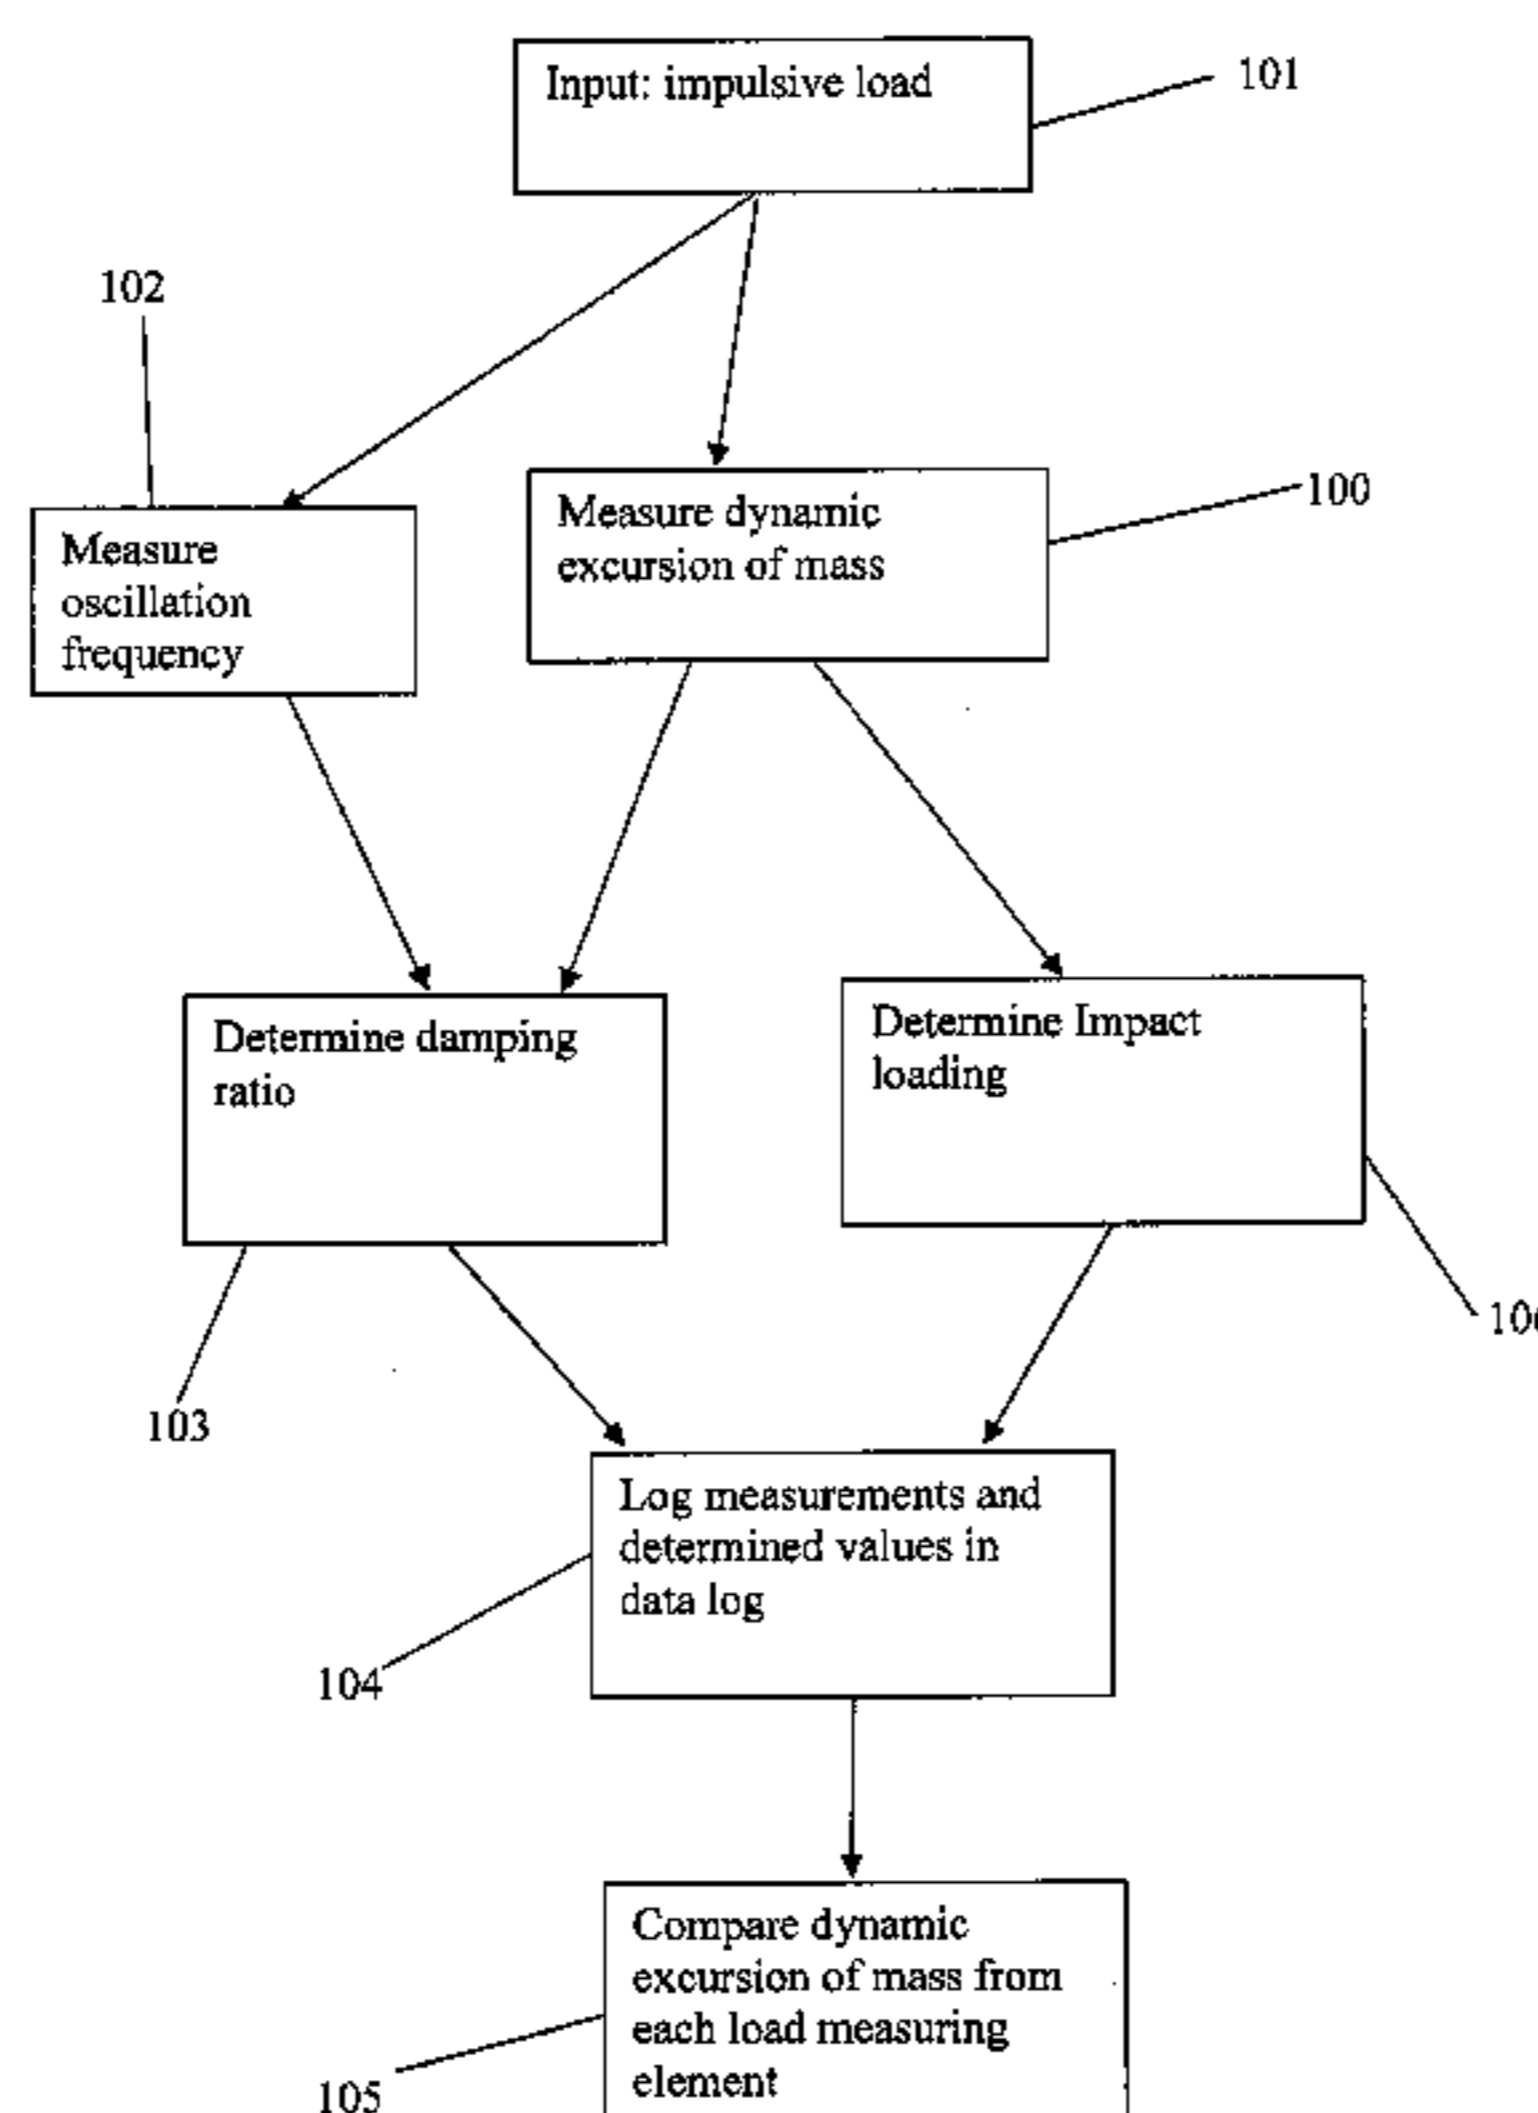 Input: impulsive load
101
102
Measure dynamic
excursion of mass
100
Measure
oscillation
frequency
Determine damping
ratio
Determine Impact
loading
103
Log measurements and
determined values in
data log
104
Compare dynamic
excursion of mass from
each load measuring
element
105